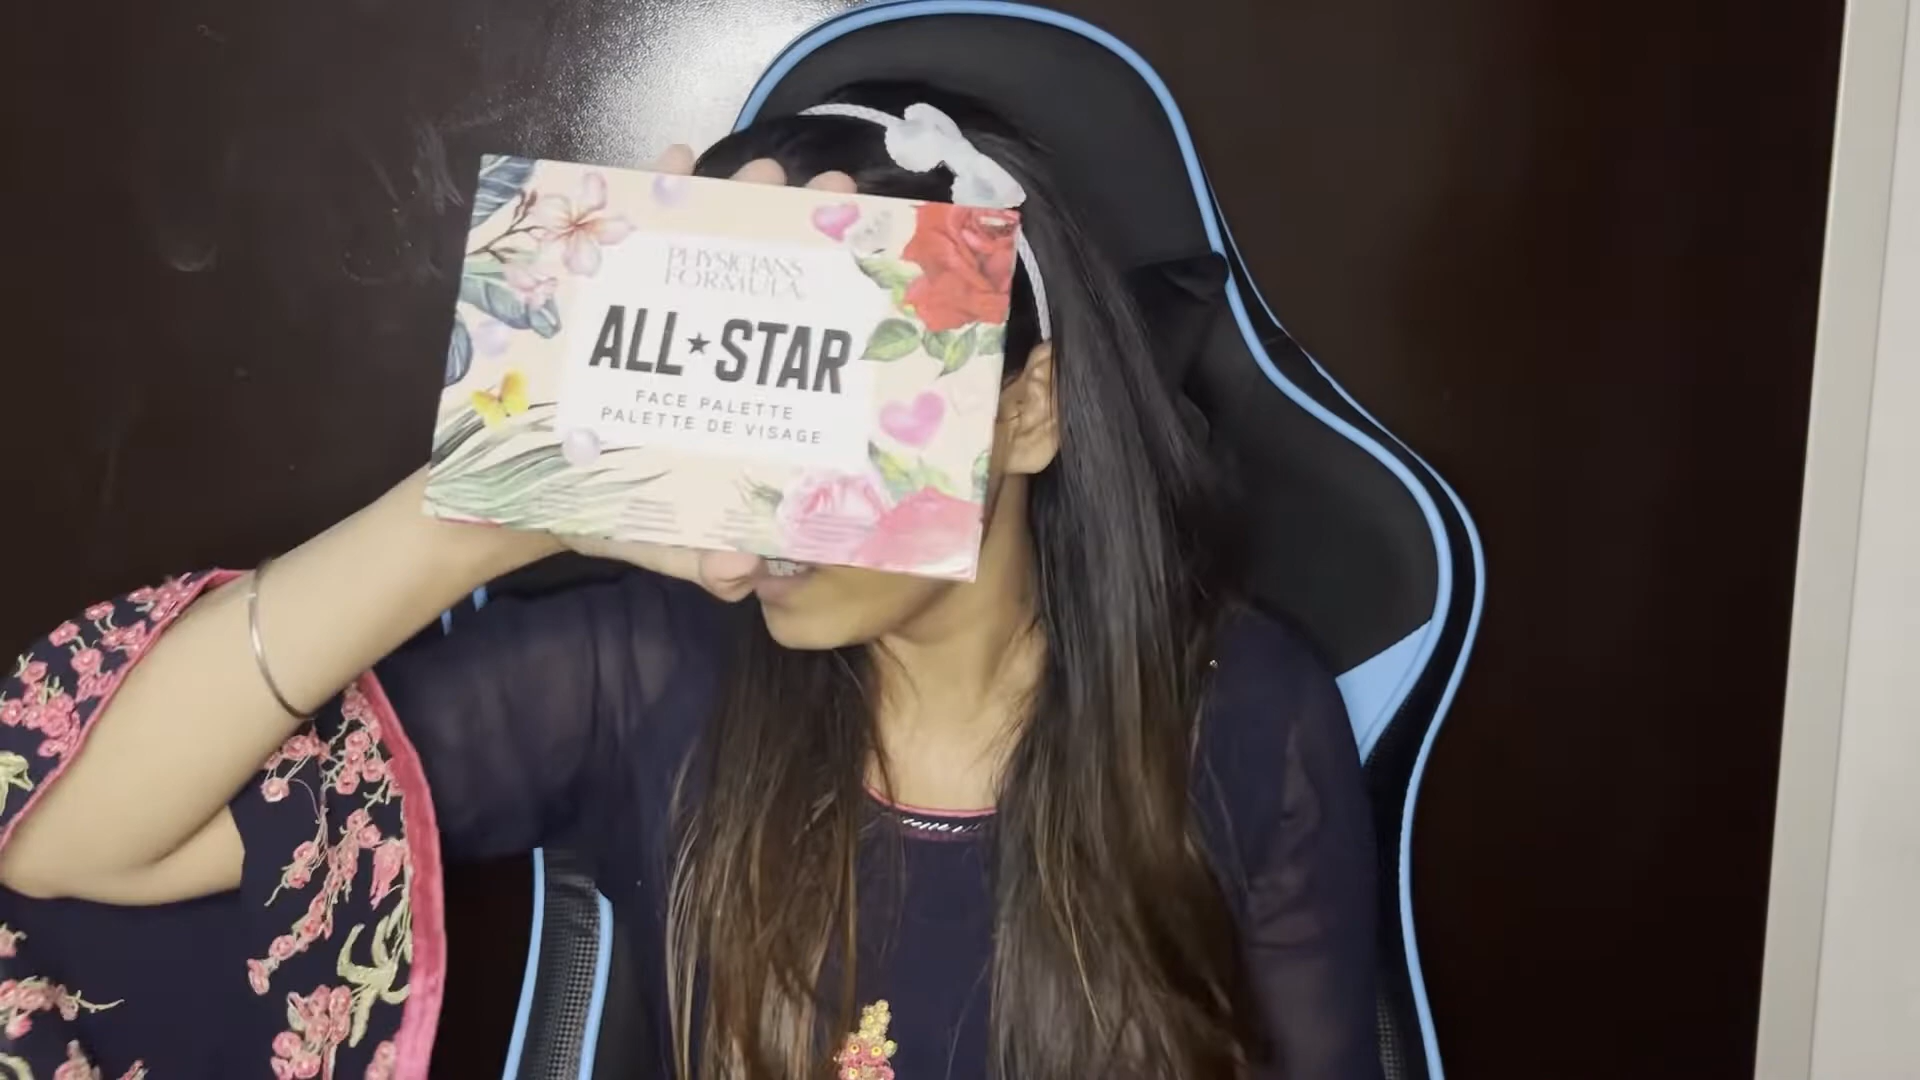 PHYSICIANS
FORMULA
ALL★STAR
FACE PALETTE
PALETTE DE VISAGE